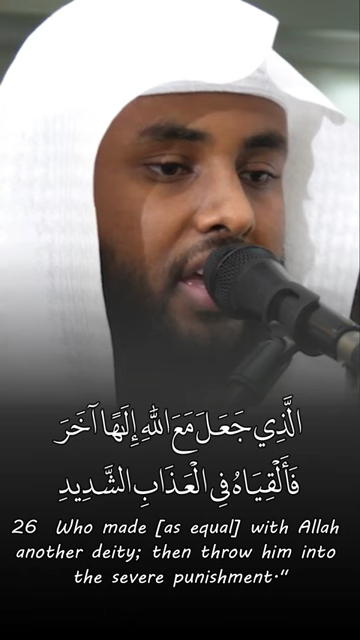 الَّذِي جَعَلَ مَعَ اللَّهِ إِلَٰهًا آخَرَ
فَأَلْقِيَاهُ فِي الْعَذَابِ الشَّدِيدِ
26 Who made [as equal] with Allah
another deity; then throw him into
the severe punishment."